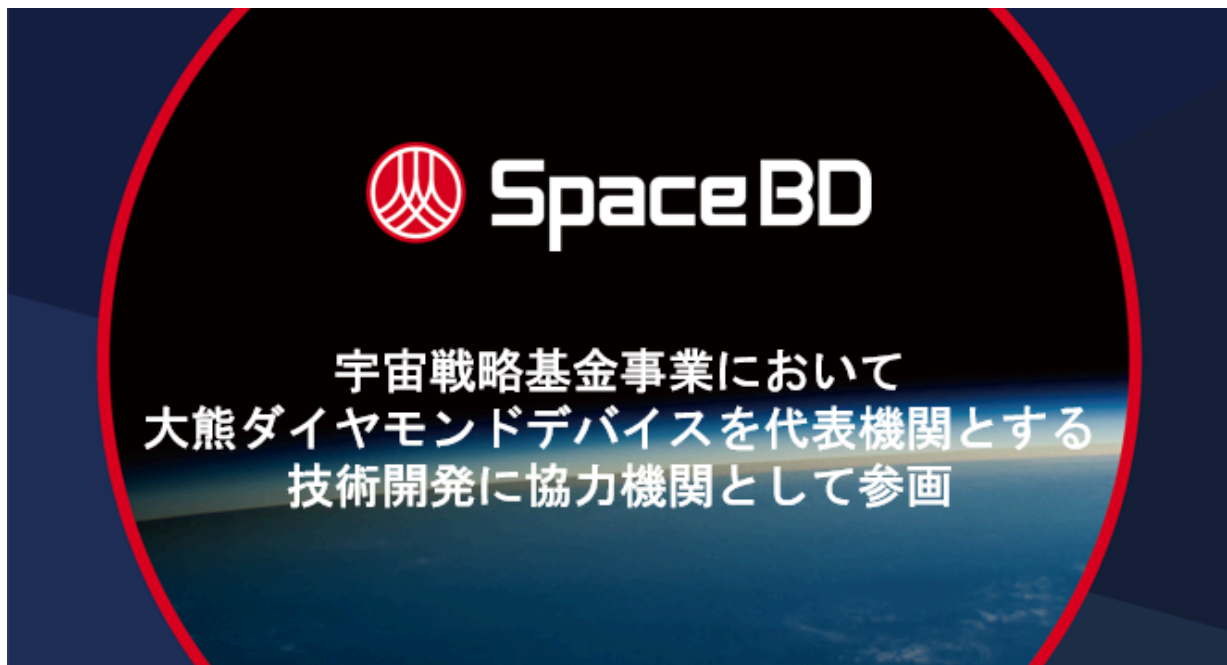 Space BD
宇宙戦略基金事業において
大熊ダイヤモンドデバイスを代表機関とする
技術開発に協力機関として参画